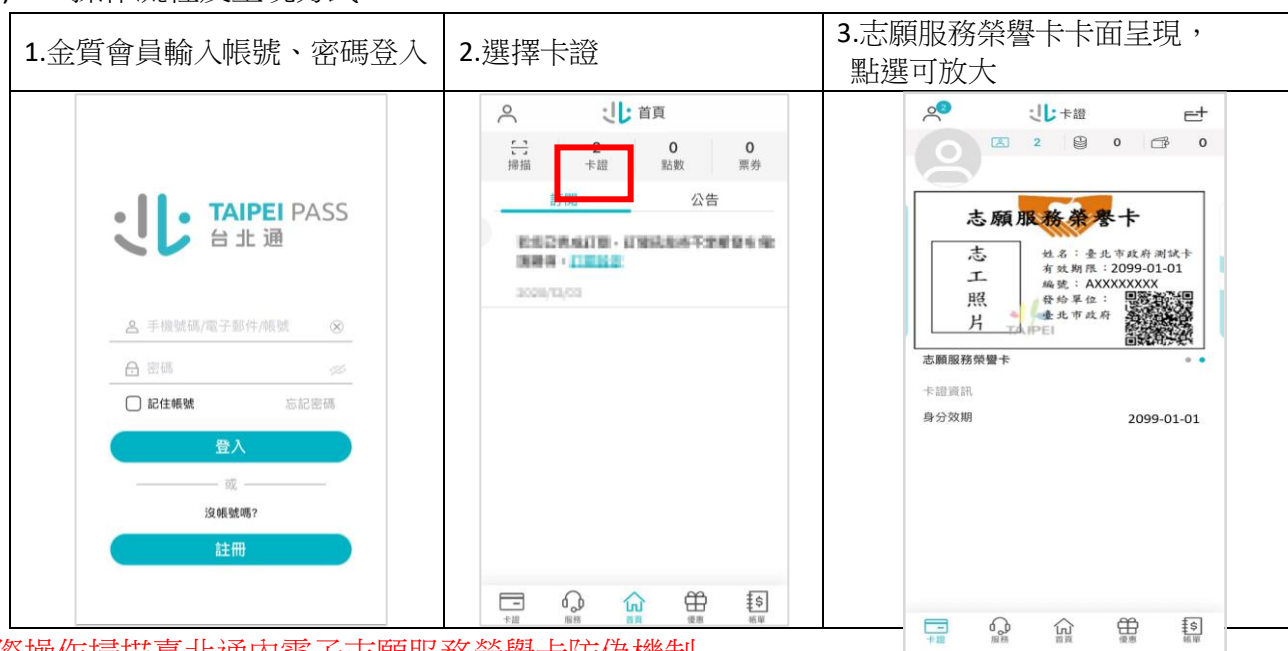 1.金質會員輸入帳號、密碼登入
2.選擇卡證
3.志願服務榮譽卡卡面呈現，
點選可放大
TAIPEI PASS
台北通
手機號碼/電子郵件/帳號
密碼
記住帳號
忘記密碼
登入
或
沒帳號嗎?
註冊
首頁
掃描
2
卡證
0
點數
0
票券
訂閱
公告
卡證
服務
首頁
優惠
帳單
2
卡證
2
0
0
志願服務榮譽卡
志工照片
姓名：臺北市政府測試卡
有效期限：2099-01-01
編號：AXXXXXXXX
發給單位：
臺北市政府
TAIPEI
志願服務榮譽卡
卡證資訊
身分效期
2099-01-01
卡證
服務
首頁
優惠
帳單